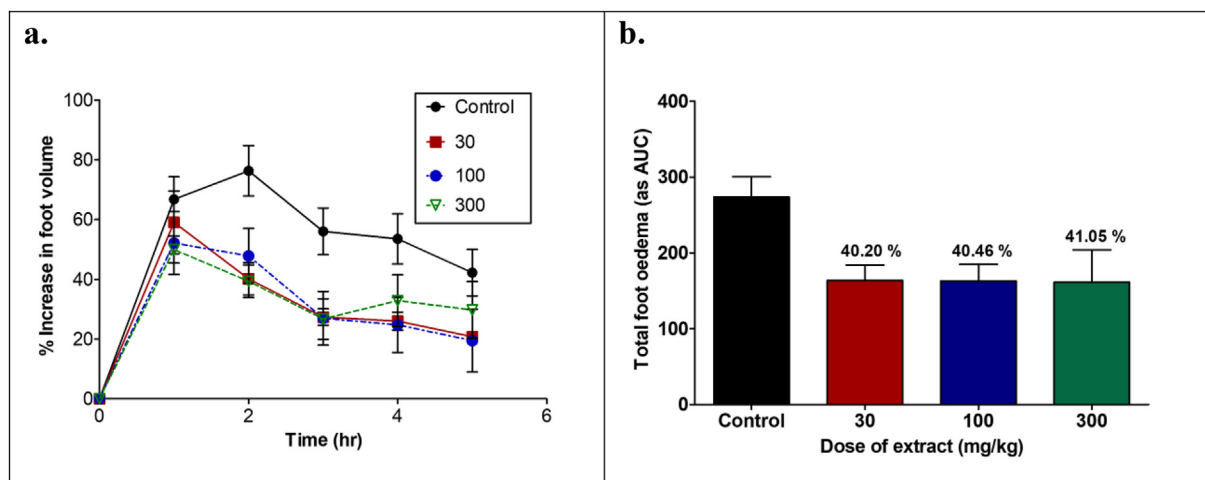 a.
% Increase in foot volume
100
80
60
40
20
0
0 2 4 6
Time (hr)
Control
30
100
300
b.
Total foot oedema (as AUC)
400
300
200
100
0
40.20 % 40.46 % 41.05 %
Control 30 100 300
Dose of extract (mg/kg)